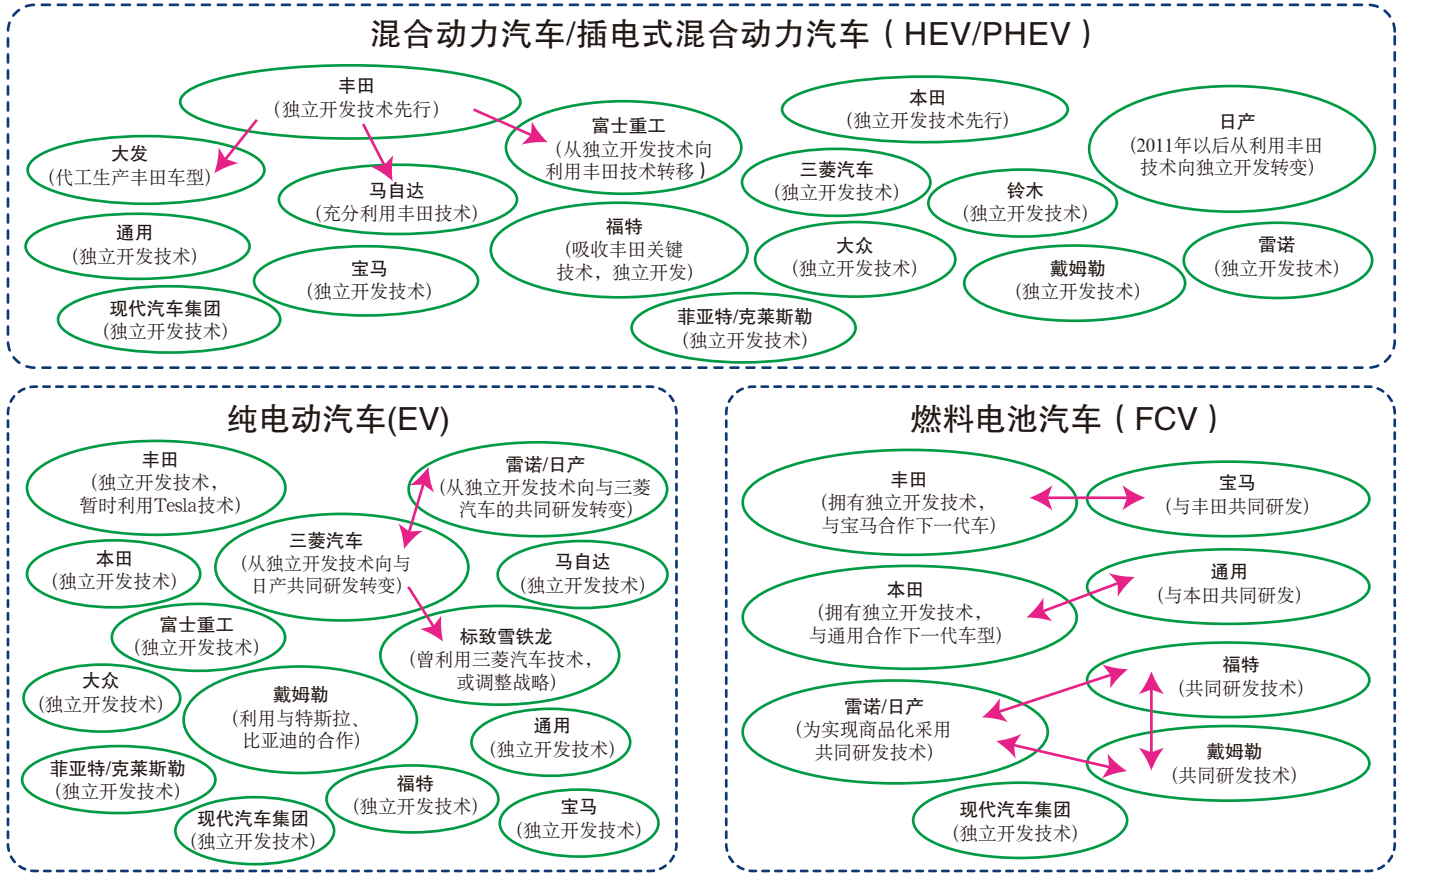 混合动力汽车/插电式混合动力汽车（HEV/PHEV）
丰田
(独立开发技术先行)
本田
(独立开发技术先行)
富士重工
(从独立开发技术向
利用丰田技术转移)
日产
(2011年以后从利用丰田
技术向独立开发转变)
大发
(代工生产丰田车型)
马自达
(充分利用丰田技术)
三菱汽车
(独立开发技术)
铃木
(独立开发技术)
通用
(独立开发技术)
宝马
(独立开发技术)
福特
(吸收丰田关键
技术，独立开发)
大众
(独立开发技术)
戴姆勒
(独立开发技术)
雷诺
(独立开发技术)
现代汽车集团
(独立开发技术)
菲亚特/克莱斯勒
(独立开发技术)
纯电动汽车(EV)
丰田
(独立开发技术，
暂时利用Tesla技术)
雷诺/日产
(从独立开发技术向与三菱
汽车的共同研发转变)
三菱汽车
(从独立开发技术向与
日产共同研发转变)
本田
(独立开发技术)
马自达
(独立开发技术)
富士重工
(独立开发技术)
标致雪铁龙
(曾利用三菱汽车技术，
或调整战略)
大众
(独立开发技术)
戴姆勒
(利用与特斯拉、
比亚迪的合作)
通用
(独立开发技术)
菲亚特/克莱斯勒
(独立开发技术)
福特
(独立开发技术)
现代汽车集团
(独立开发技术)
宝马
(独立开发技术)
燃料电池汽车（FCV）
丰田
(拥有独立开发技术，
与宝马合作下一代车)
宝马
(与丰田共同研发)
本田
(拥有独立开发技术，
与通用合作下一代车型)
通用
(与本田共同研发)
雷诺/日产
(为实现商品化采用
共同研发技术)
福特
(共同研发技术)
戴姆勒
(共同研发技术)
现代汽车集团
(独立开发技术)